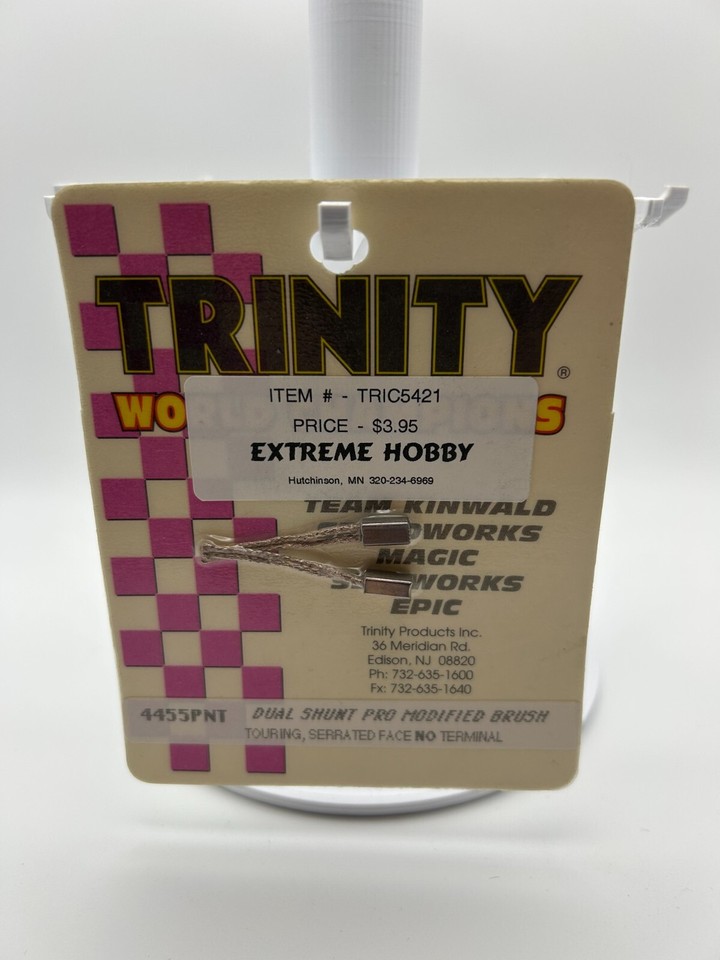 TRINITY®
WORLD CHAMPIONS
ITEM # - TRIC5421
PRICE - $3.95
EXTREME HOBBY
Hutchinson, MN 320-234-6969
TEAM KINWALD
MAGIC
EPIC
Trinity Products Inc.
36 Meridian Rd.
Edison, NJ 08820
Ph: 732-635-1600
Fx: 732-635-1640
4455PNT DUAL SHUNT PRO MODIFIED BRUSH
TOURING, SERRATED FACE NO TERMINAL